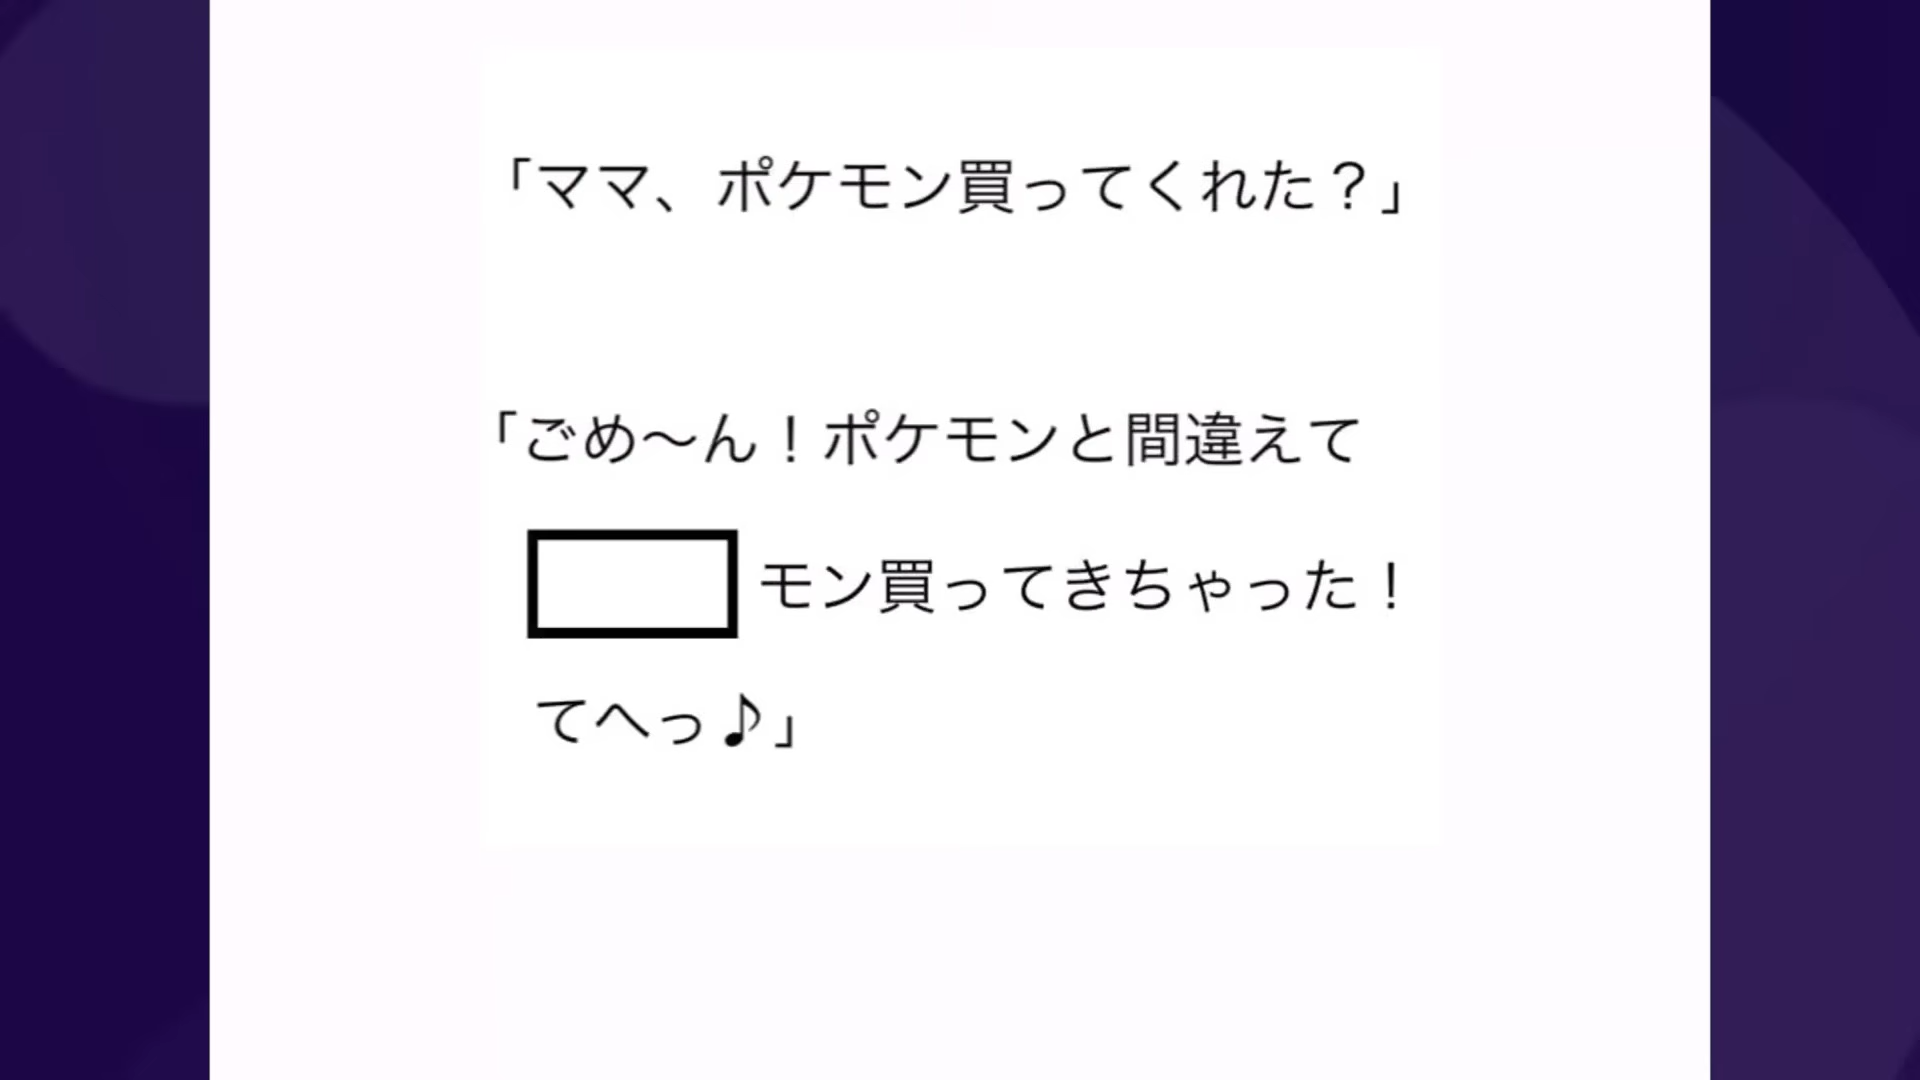 「ママ、ポケモン買ってくれた？」
「ごめ〜ん！ポケモンと間違えて
モン買ってきちゃった！
てへっ♪」